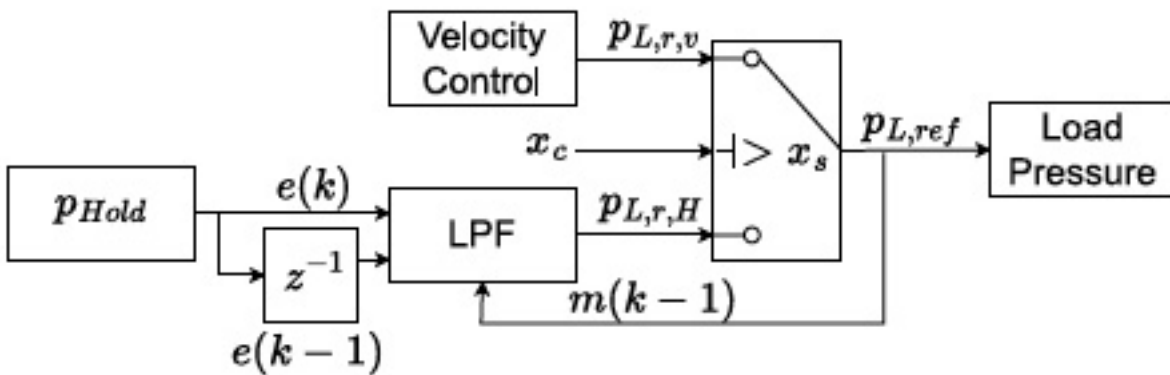 Velocity
Control
p_{L,r,v}
x_c
> x_s
p_{L,ref}
Load
Pressure
p_{Hold}
e(k)
z^{-1}
e(k − 1)
LPF
p_{L,r,H}
m(k − 1)